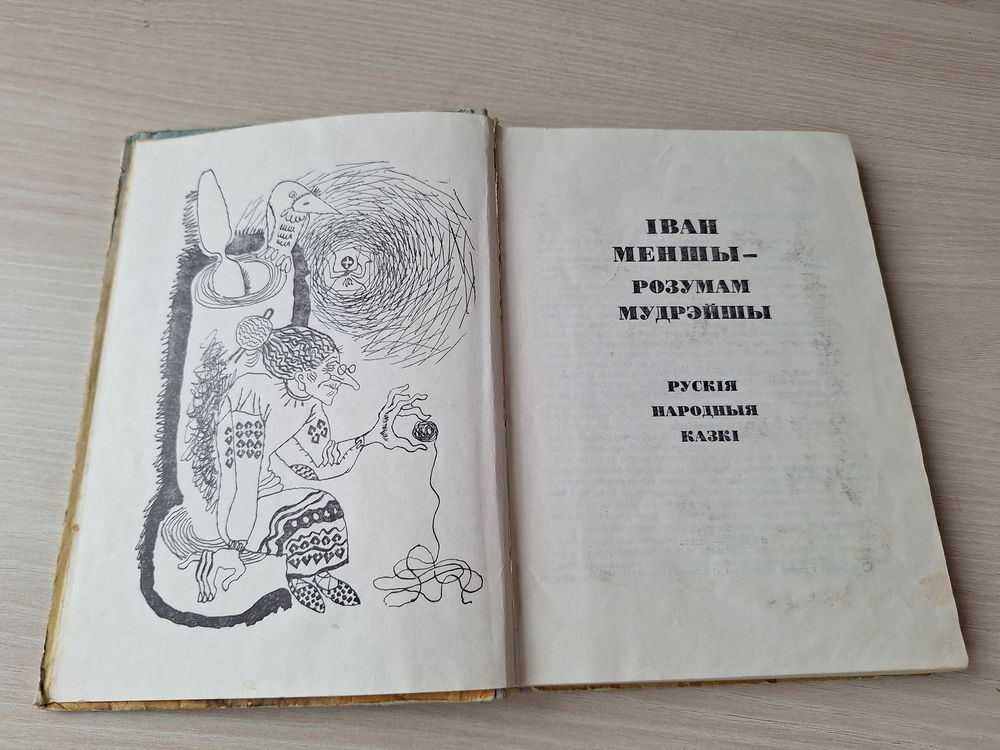 ІВАН
МЕНШЫ–
РОЗУМАМ
МУДРЭЙШЫ
РУСКІЯ
НАРОДНЫЯ
КАЗКІ